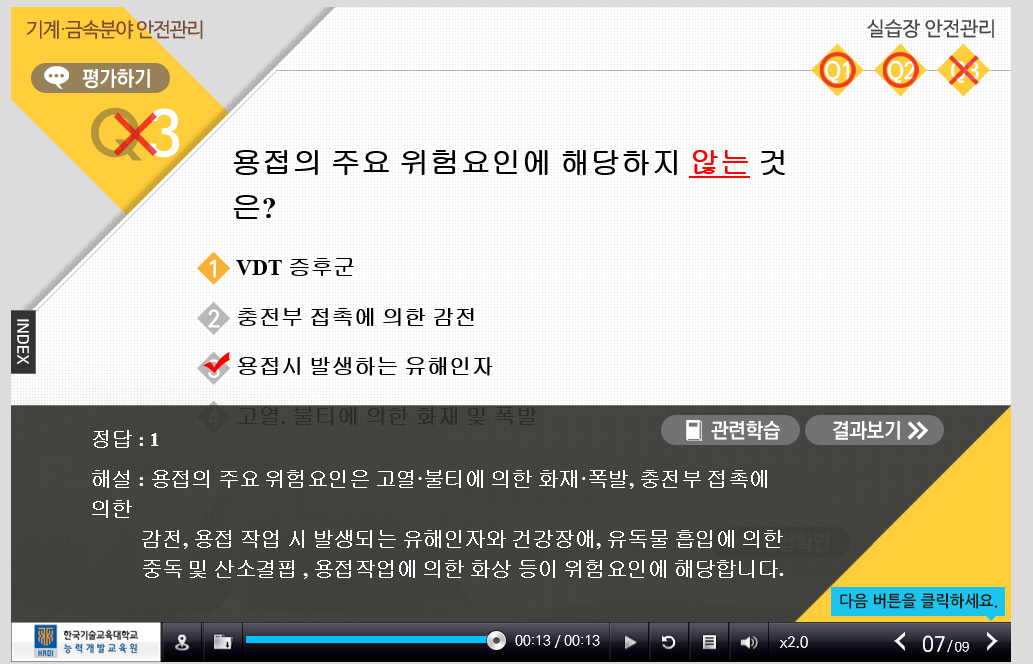 기계·금속분야 안전관리
실습장 안전관리
평가하기
Q1 Q2 Q3
Q3
용접의 주요 위험요인에 해당하지 않는 것
은?
1 VDT 증후군
2 충전부 접촉에 의한 감전
3 용접시 발생하는 유해인자
4 고열. 불티에 의한 화재 및 폭발
INDEX
관련학습 결과보기
정답 : 1
해설 : 용접의 주요 위험요인은 고열·불티에 의한 화재·폭발, 충전부 접촉에
의한
감전, 용접 작업 시 발생되는 유해인자와 건강장애, 유독물 흡입에 의한
중독 및 산소결핍 , 용접작업에 의한 화상 등이 위험요인에 해당합니다.
다음 버튼을 클릭하세요.
HRDI 한국기술교육대학교
능력개발교육원
00:13 / 00:13
x2.0
07/09